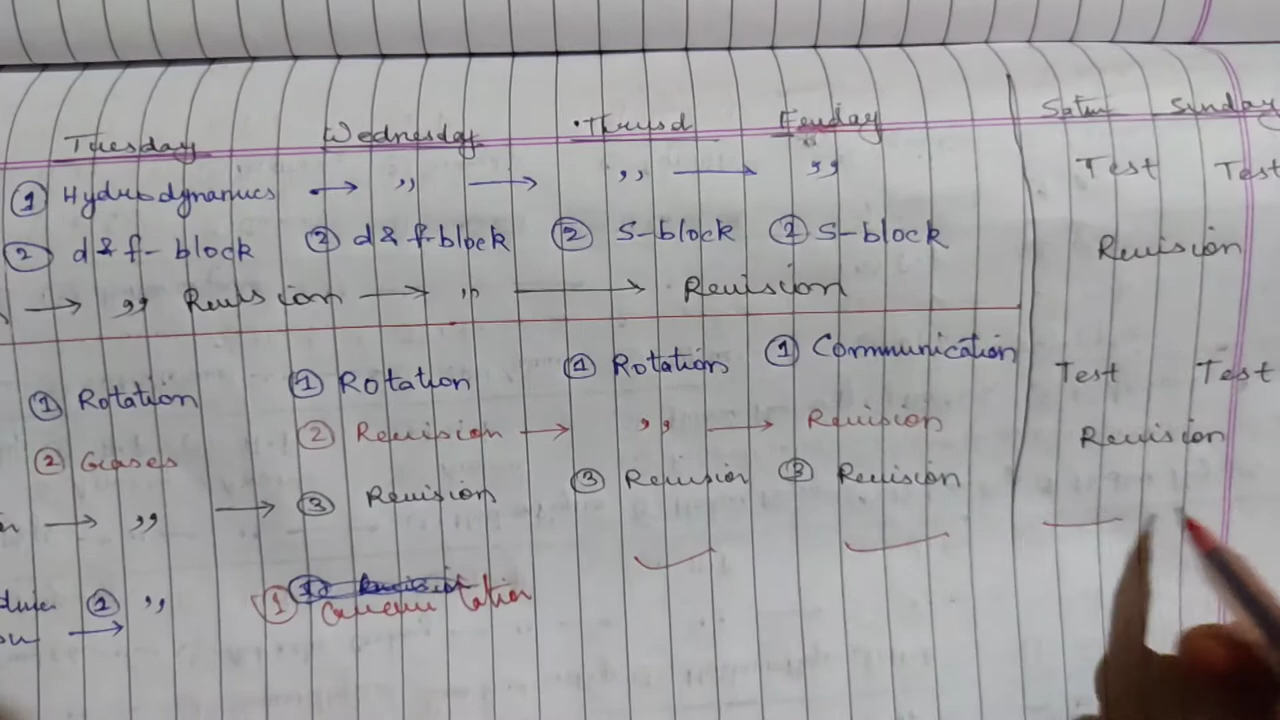 Tuesday Wednesday Thursd Friday Satur Sunday
① Hydrodynamics → ,, → ,, → ,, Test Test
② d & f- block ② d & f-block ② S-block ② S-block Revision
→ ,, Revision → ,, → Revision
① Rotation ① Rotation ① Rotation ① Communication Test Test
② Gases ② Revision → ,, → Revision Revision
→ ,, → ③ Revision ③ Revision ③ Revision
② ,, ①
→